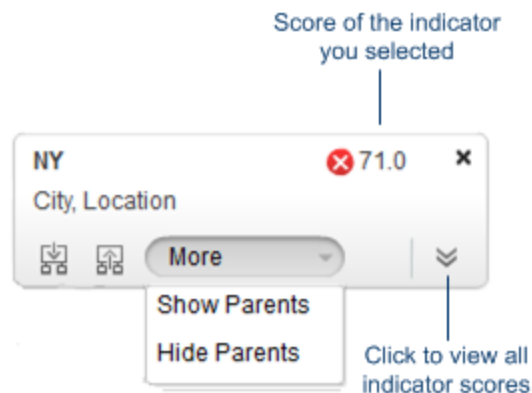 Score of the indicator
you selected
NY
71.0
City, Location
More
Show Parents
Hide Parents
Click to view all
indicator scores